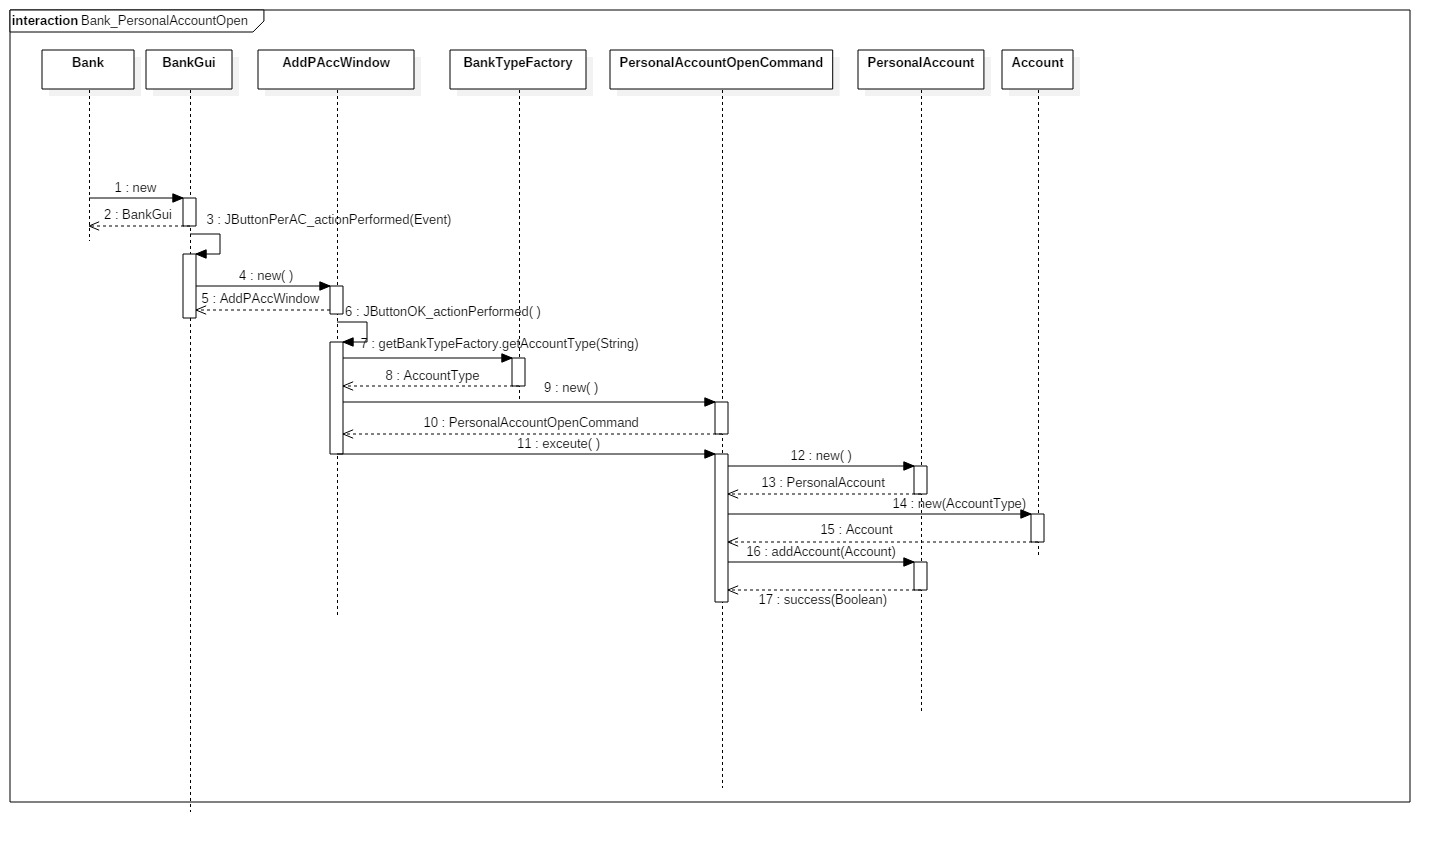 interaction Bank_PersonalAccountOpen
Bank
BankGui
AddPAccWindow
BankTypeFactory
PersonalAccountOpenCommand
PersonalAccount
Account
1 : new
2 : BankGui
3 : JButtonPerAC_actionPerformed(Event)
4 : new( )
5 : AddPAccWindow
6 : JButtonOK_actionPerformed( )
7 : getBankTypeFactory.getAccountType(String)
8 : AccountType
9 : new( )
10 : PersonalAccountOpenCommand
11 : exceute( )
12 : new( )
13 : PersonalAccount
14 : new(AccountType)
15 : Account
16 : addAccount(Account)
17 : success(Boolean)